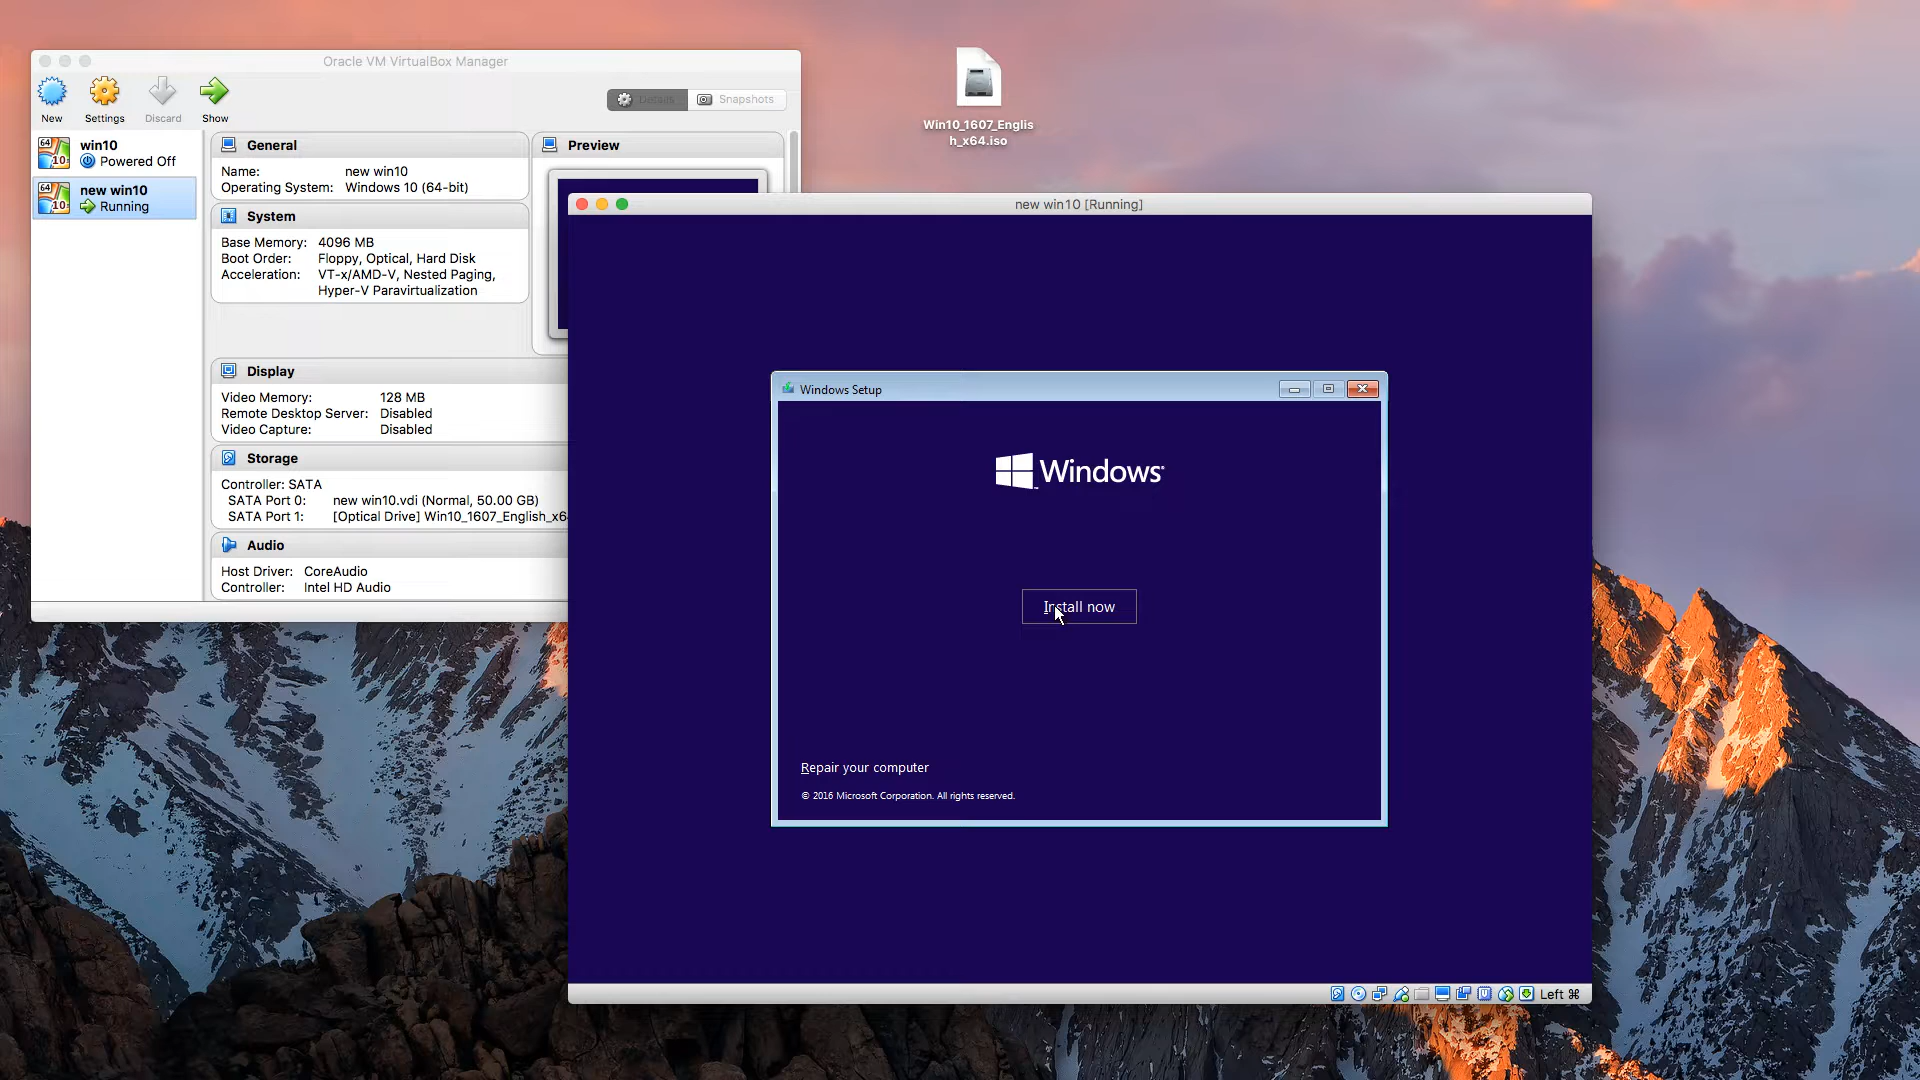 Oracle VM VirtualBox Manager
New
Settings
Discard
Show
Details
Snapshots
win10
Powered Off
new win10
Running
General
Name: new win10
Operating System: Windows 10 (64-bit)
System
Base Memory: 4096 MB
Boot Order: Floppy, Optical, Hard Disk
Acceleration: VT-x/AMD-V, Nested Paging,
Hyper-V Paravirtualization
Preview
Display
Video Memory: 128 MB
Remote Desktop Server: Disabled
Video Capture: Disabled
Storage
Controller: SATA
SATA Port 0: new win10.vdi (Normal, 50.00 GB)
SATA Port 1: [Optical Drive] Win10_1607_English_x6
Audio
Host Driver: CoreAudio
Controller: Intel HD Audio
Win10_1607_Englis
h_x64.iso
new win10 [Running]
Windows Setup
Windows
Install now
Repair your computer
© 2016 Microsoft Corporation. All rights reserved.
Left ⌘